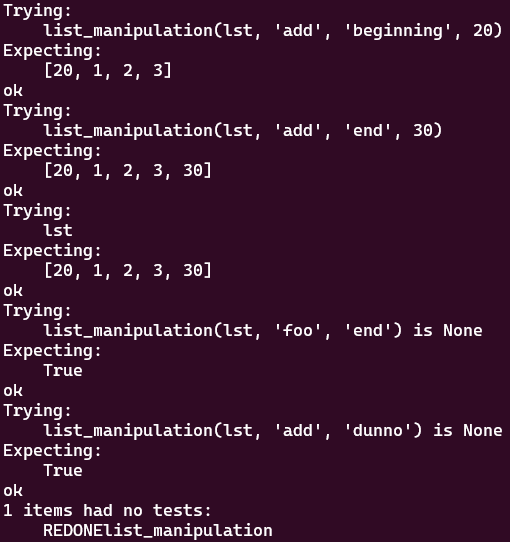 Trying:
    list_manipulation(lst, 'add', 'beginning', 20)
Expecting:
    [20, 1, 2, 3]
ok
Trying:
    list_manipulation(lst, 'add', 'end', 30)
Expecting:
    [20, 1, 2, 3, 30]
ok
Trying:
    lst
Expecting:
    [20, 1, 2, 3, 30]
ok
Trying:
    list_manipulation(lst, 'foo', 'end') is None
Expecting:
    True
ok
Trying:
    list_manipulation(lst, 'add', 'dunno') is None
Expecting:
    True
ok
1 items had no tests:
    REDONElist_manipulation